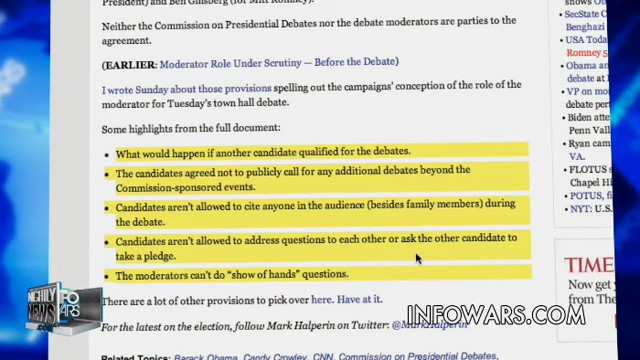 President) and Ben Ginsberg (for Mitt Romney).
Neither the Commission on Presidential Debates nor the debate moderators are parties to the
agreement.
(EARLIER: Moderator Role Under Scrutiny — Before the Debate)
I wrote Sunday about those provisions spelling out the campaigns' conception of the role of the
moderator for Tuesday's town hall debate.
Some highlights from the full document:
• What would happen if another candidate qualified for the debates.
• The candidates agreed not to publicly call for any additional debates beyond the
Commission-sponsored events.
• Candidates aren't allowed to cite anyone in the audience (besides family members) during
the debate.
• Candidates aren't allowed to address questions to each other or ask the other candidate to
take a pledge.
• The moderators can't do "show of hands" questions.
There are a lot of other provisions to pick over here. Have at it.
For the latest on the election, follow Mark Halperin on Twitter: @MarkHalperin
Related Topics: Barack Obama, Candy Crowley, CNN, Commission on Presidential Debates,
shows Ob
• SecState C
Benghazi
• USA Toda
Romney 5
• Obama an
debate at
• VP on mo
debate per
• Biden atte
Penn Vall
• Ryan cam
VA.
• FLOTUS
Chapel Hi
• POTUS, fi
• NYT: U.S.
TIME
Now get
from The
NIGHTLY
NEWS
INFO
WARS
.COM
INFOWARS.COM